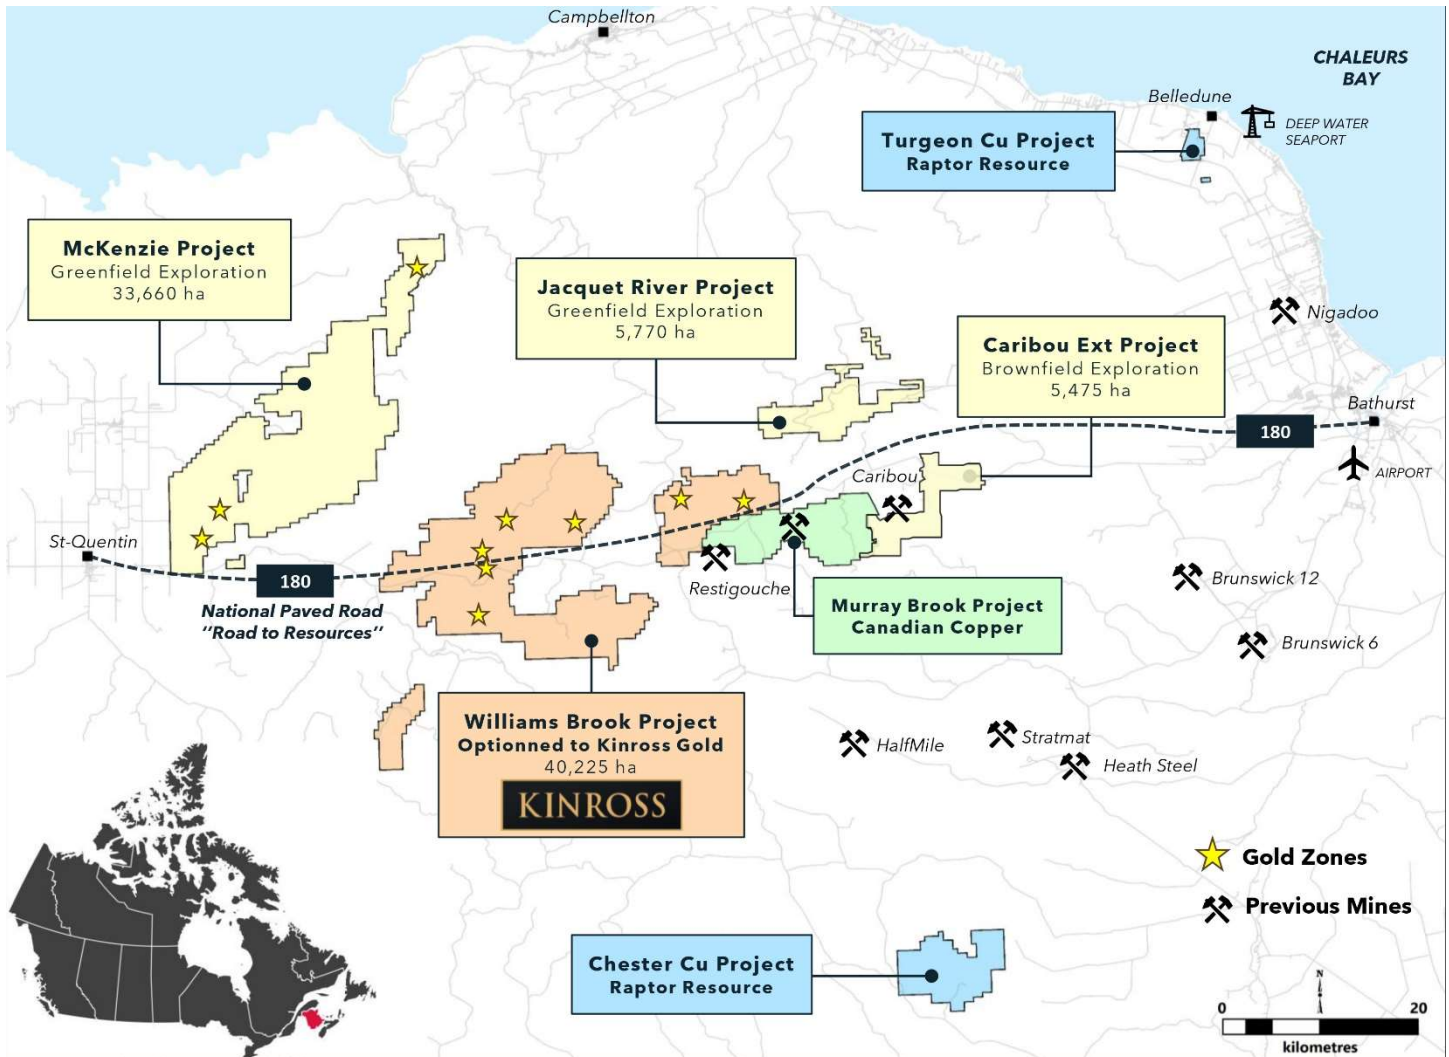 Campbellton
CHALEURS
BAY
Belledune
DEEP WATER
SEAPORT
Turgeon Cu Project
Raptor Resource
McKenzie Project
Greenfield Exploration
33,660 ha
Jacquet River Project
Greenfield Exploration
5,770 ha
Nigadoo
Caribou Ext Project
Brownfield Exploration
5,475 ha
Bathurst
180
AIRPORT
Caribou
St-Quentin
180
National Paved Road
"Road to Resources"
Restigouche
Brunswick 12
Murray Brook Project
Canadian Copper
Brunswick 6
Williams Brook Project
Optionned to Kinross Gold
40,225 ha
KINROSS
HalfMile
Stratmat
Heath Steel
Gold Zones
Previous Mines
Chester Cu Project
Raptor Resource
N
0 10 20
kilometres